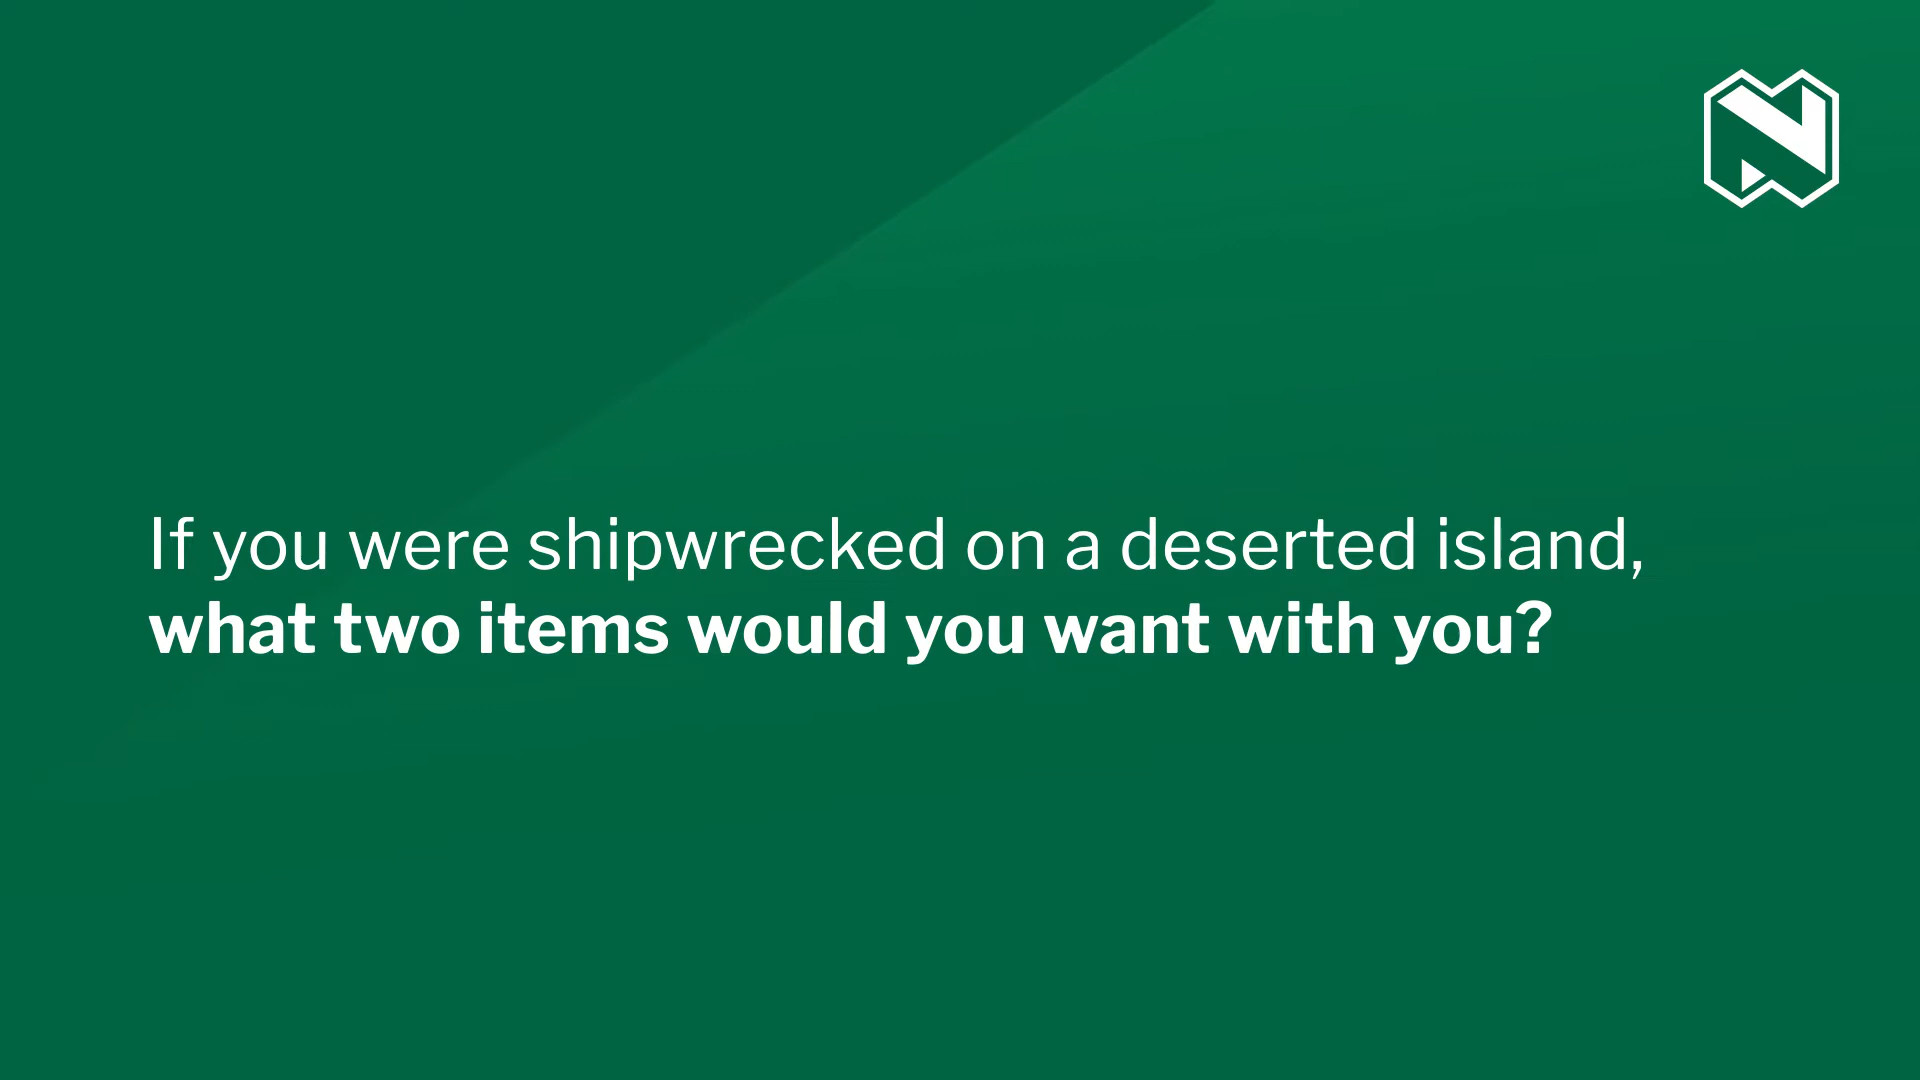 If you were shipwrecked on a deserted island,
what two items would you want with you?